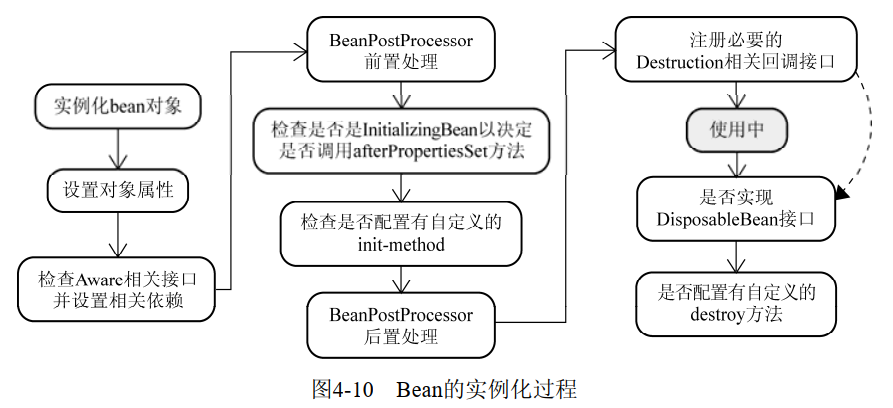 实例化bean对象
设置对象属性
检查Aware相关接口
并设置相关依赖
BeanPostProcessor
前置处理
检查是否是InitializingBean以决定
是否调用afterPropertiesSet方法
检查是否配置有自定义的
init-method
BeanPostProcessor
后置处理
注册必要的
Destruction相关回调接口
使用中
是否实现
DisposableBean接口
是否配置有自定义的
destroy方法
图4-10 Bean的实例化过程